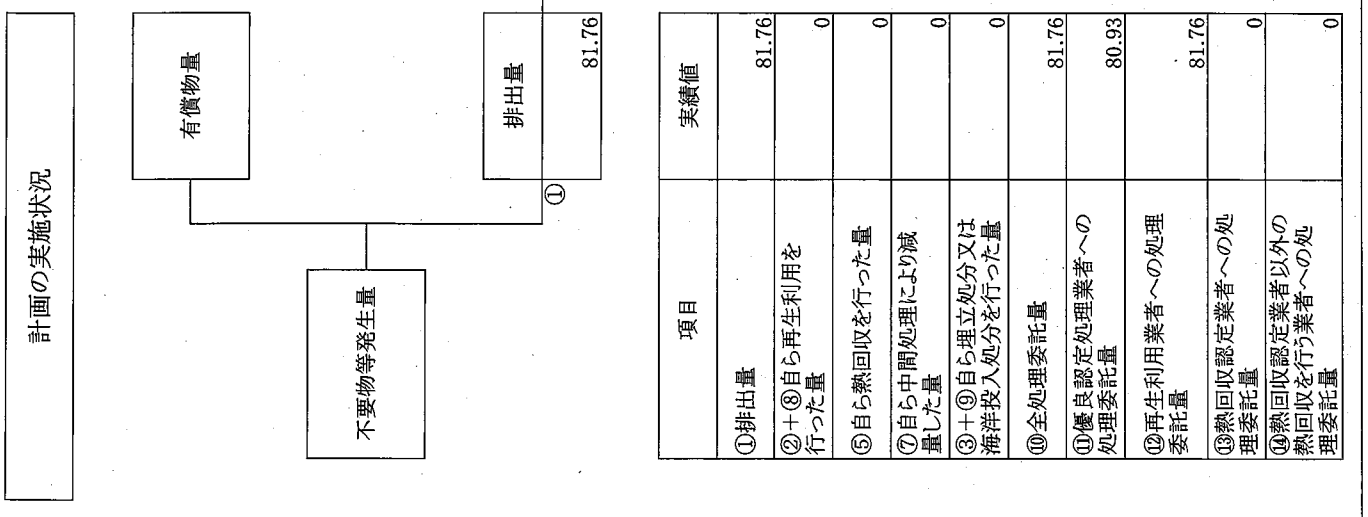 計画の実施状況
有償物量
不要物等発生量
排出量
①
81.76
項目
実績値
①排出量
81.76
②+⑧自ら再生利用を
行った量
0
⑤自ら熱回収を行った量
0
⑦自ら中間処理により減
量した量
0
③+⑨自ら埋立処分又は
海洋投入処分を行った量
0
⑩全処理委託量
81.76
⑪優良認定処理業者への
処理委託量
80.93
⑫再生利用業者への処理
委託量
81.76
⑬熱回収認定業者への処
理委託量
0
⑭熱回収認定業者以外の
熱回収を行う業者への処
理委託量
0